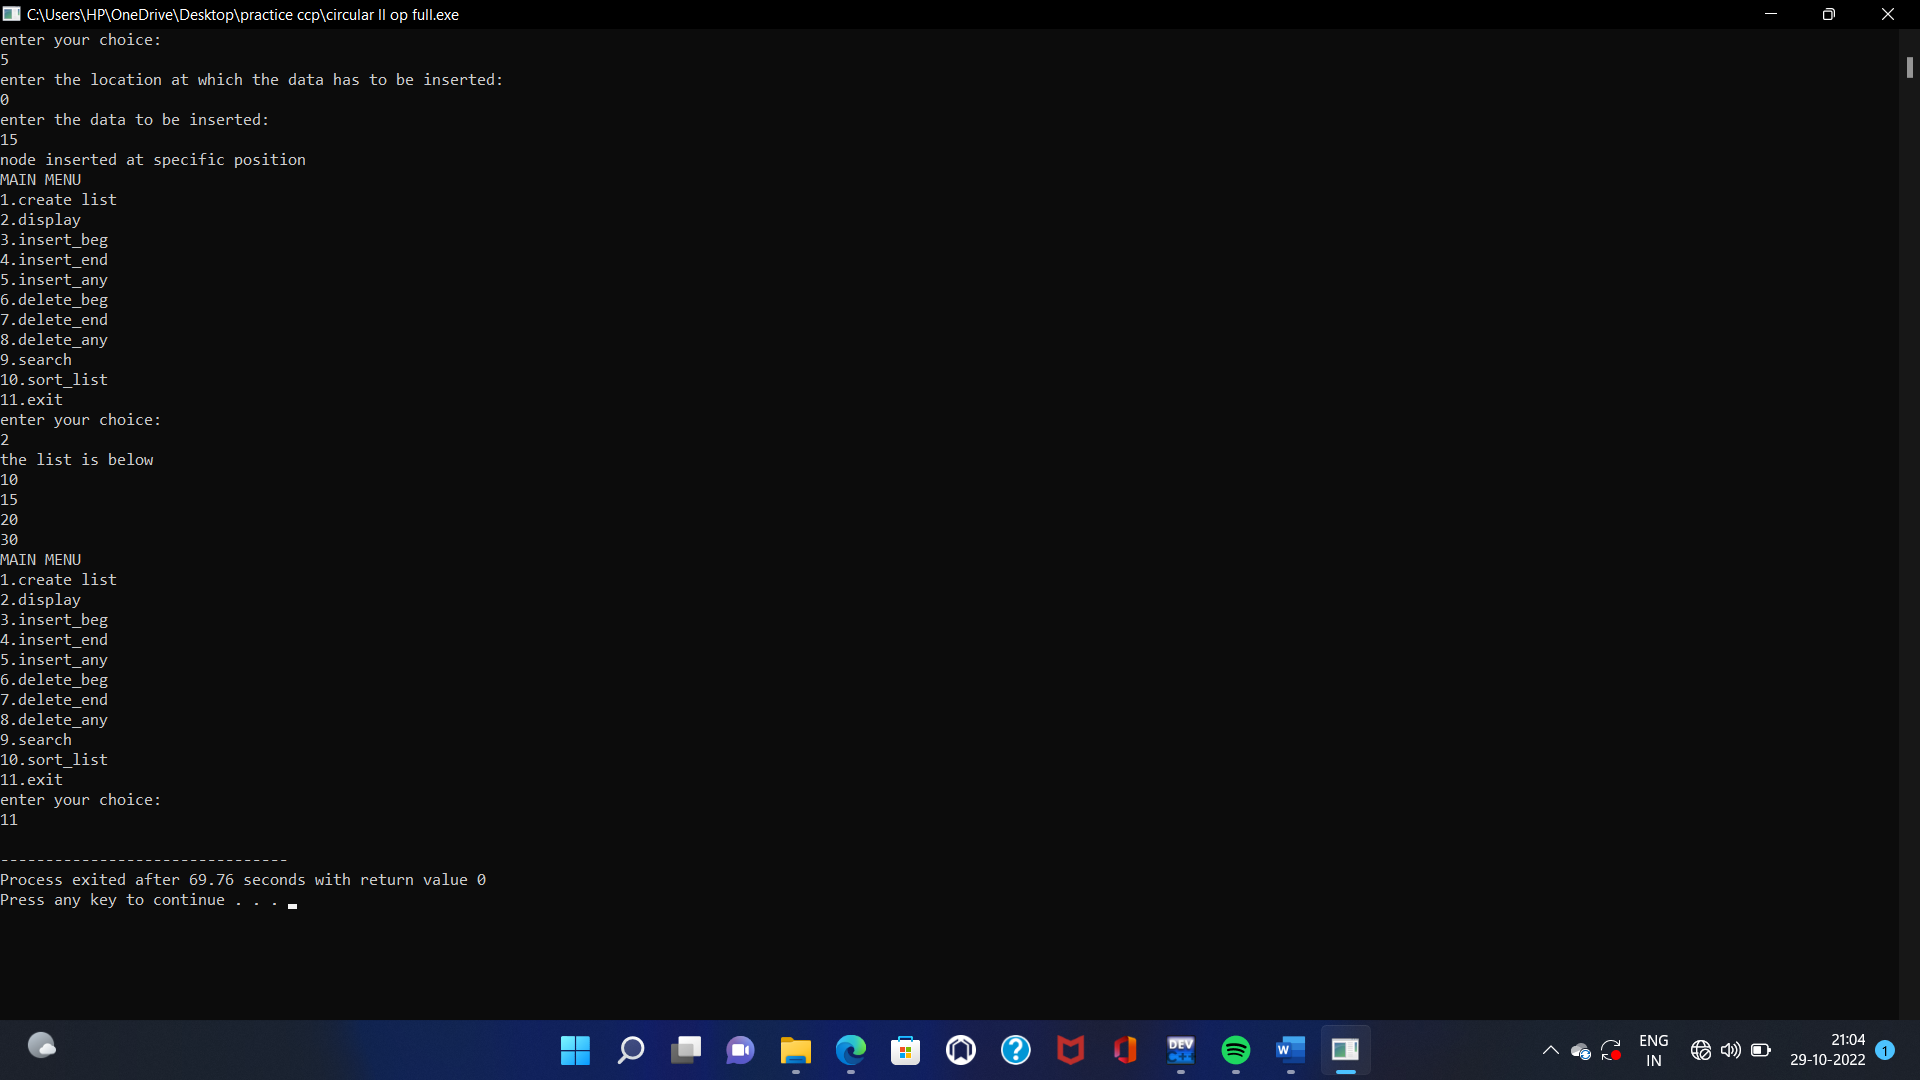 C:\Users\HP\OneDrive\Desktop\practice ccp\circular ll op full.exe
enter your choice:
5
enter the location at which the data has to be inserted:
0
enter the data to be inserted:
15
node inserted at specific position
MAIN MENU
1.create list
2.display
3.insert_beg
4.insert_end
5.insert_any
6.delete_beg
7.delete_end
8.delete_any
9.search
10.sort_list
11.exit
enter your choice:
2
the list is below
10
15
20
30
MAIN MENU
1.create list
2.display
3.insert_beg
4.insert_end
5.insert_any
6.delete_beg
7.delete_end
8.delete_any
9.search
10.sort_list
11.exit
enter your choice:
11
--------------------------------
Process exited after 69.76 seconds with return value 0
Press any key to continue . . .
DEV
C++
W
ENG
IN
21:04
29-10-2022
1